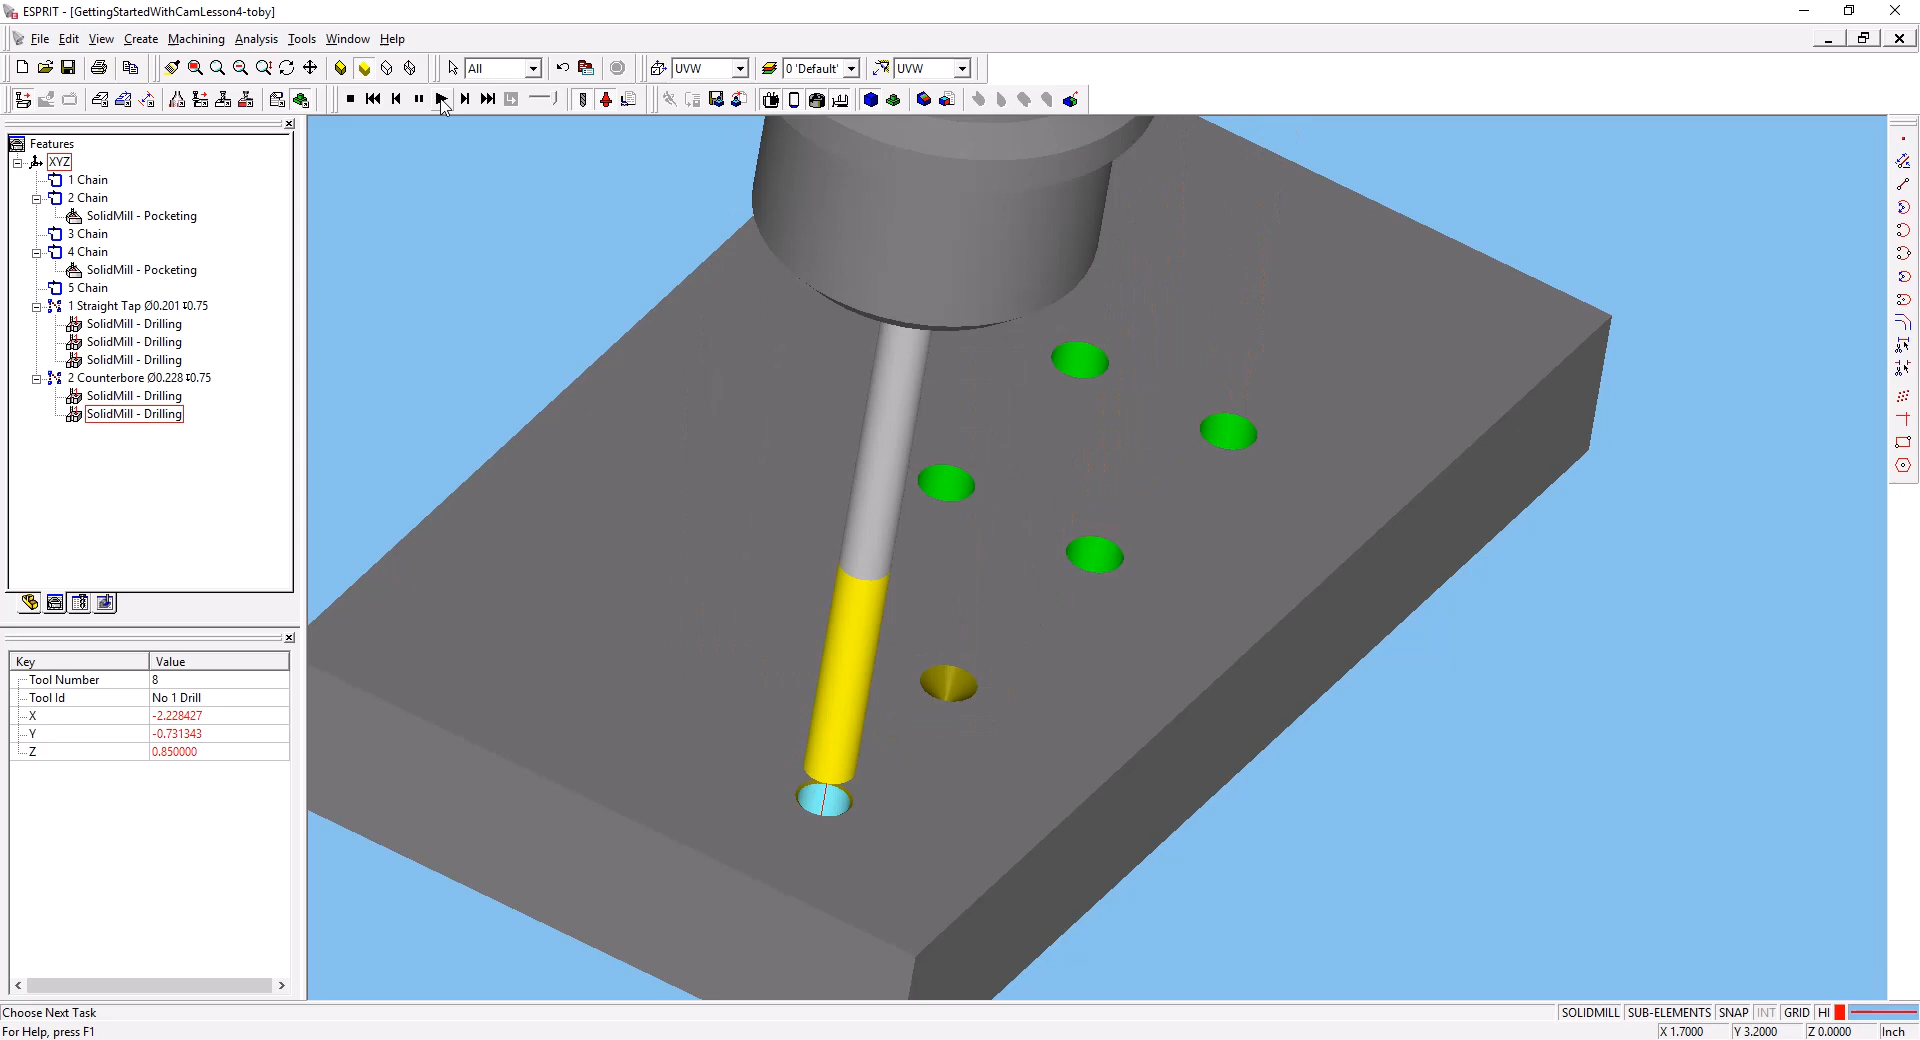 ESPRIT - [GettingStartedWithCamLesson4-toby]
File Edit View Create Machining Analysis Tools Window Help
All UVW 0 'Default' UVW
Features
XYZ
1 Chain
2 Chain
SolidMill - Pocketing
3 Chain
4 Chain
SolidMill - Pocketing
5 Chain
1 Straight Tap Ø0.201 ↧0.75
SolidMill - Drilling
SolidMill - Drilling
SolidMill - Drilling
2 Counterbore Ø0.228 ↧0.75
SolidMill - Drilling
SolidMill - Drilling
Key Value
Tool Number 8
Tool Id No 1 Drill
X -2.228427
Y -0.731343
Z 0.850000
Choose Next Task SOLIDMILL SUB-ELEMENTS SNAP INT GRID HI
For Help, press F1 X 1.7000 Y 3.2000 Z 0.0000 Inch